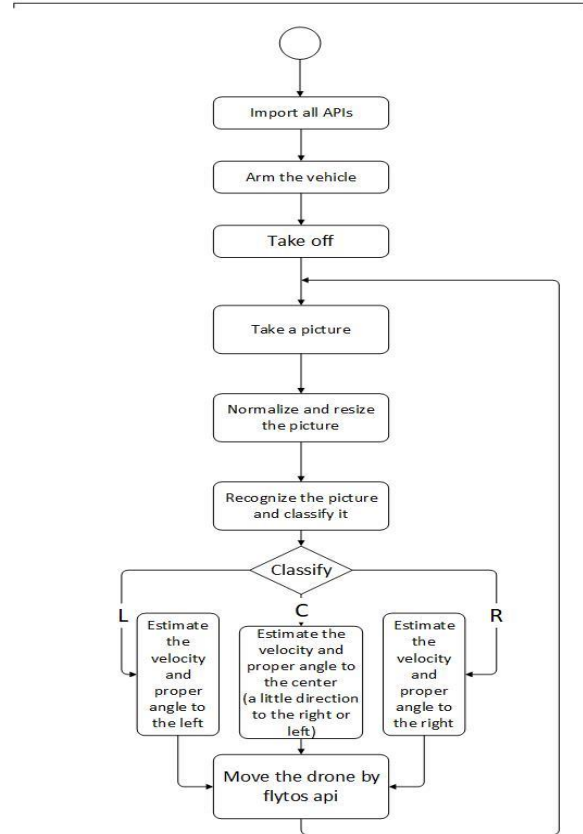 Import all APIs
Arm the vehicle
Take off
Take a picture
Normalize and resize
the picture
Recognize the picture
and classify it
Classify
L
C
R
Estimate
the
velocity
and
proper
angle to
the left
Estimate the
velocity and
proper angle to
the center
(a little direction
to the right or
left)
Estimate
the
velocity
and
proper
angle to
the right
Move the drone by
flytos api